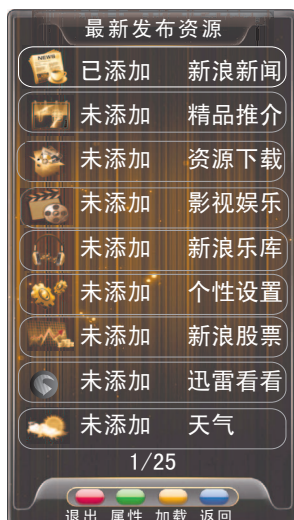 最新发布资源
已添加 新浪新闻
未添加 精品推介
未添加 资源下载
未添加 影视娱乐
未添加 新浪乐库
未添加 个性设置
未添加 新浪股票
未添加 迅雷看看
未添加 天气
1/25
退出 属性 加载 返回